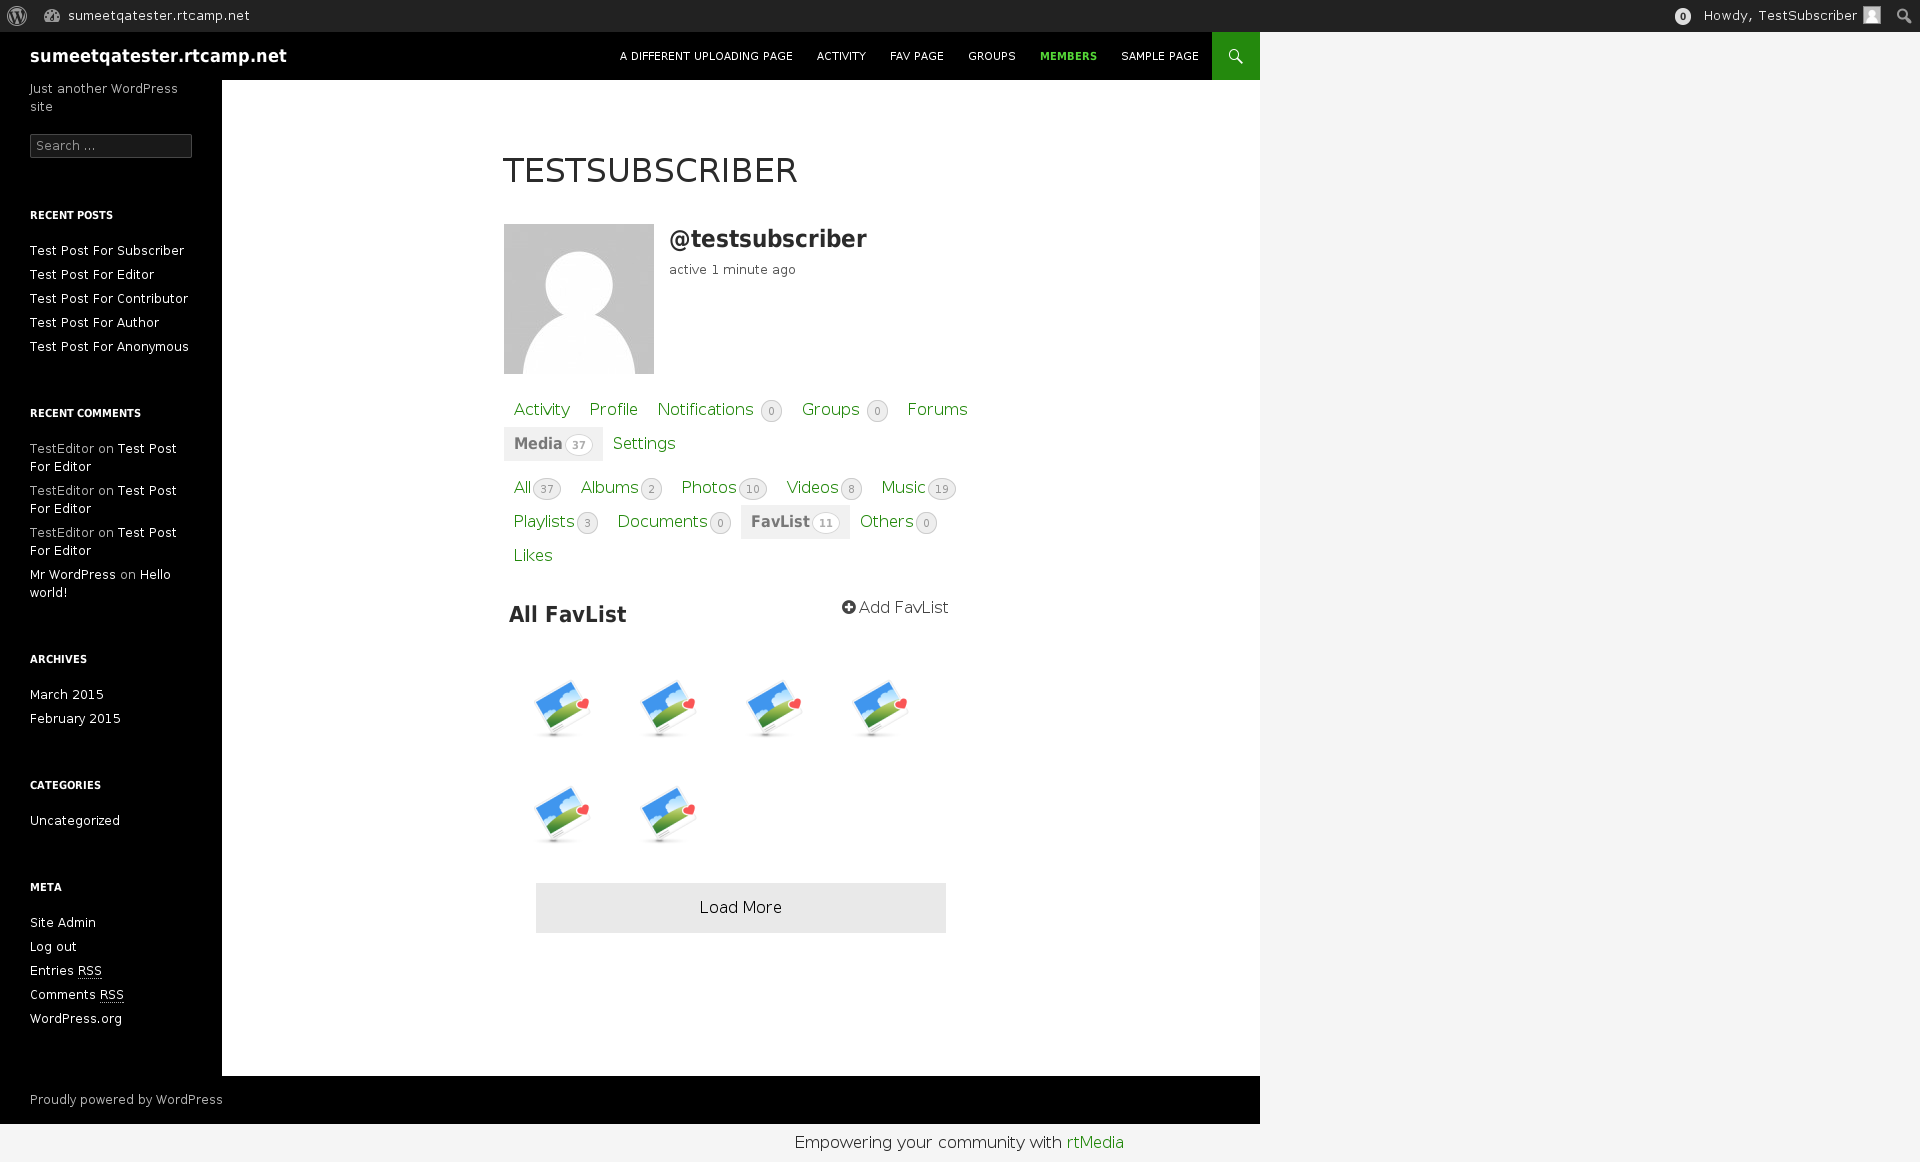 sumeetqatester.rtcamp.net
0 Howdy, TestSubscriber
sumeetqatester.rtcamp.net
A DIFFERENT UPLOADING PAGE ACTIVITY FAV PAGE GROUPS MEMBERS SAMPLE PAGE
Just another WordPress
site
Search ...
RECENT POSTS
Test Post For Subscriber
Test Post For Editor
Test Post For Contributor
Test Post For Author
Test Post For Anonymous
RECENT COMMENTS
TestEditor on Test Post
For Editor
TestEditor on Test Post
For Editor
TestEditor on Test Post
For Editor
Mr WordPress on Hello
world!
ARCHIVES
March 2015
February 2015
CATEGORIES
Uncategorized
META
Site Admin
Log out
Entries RSS
Comments RSS
WordPress.org
TESTSUBSCRIBER
@testsubscriber
active 1 minute ago
Activity Profile Notifications 0 Groups 0 Forums
Media 37 Settings
All 37 Albums 2 Photos 10 Videos 8 Music 19
Playlists 3 Documents 0 FavList 11 Others 0
Likes
All FavList
Add FavList
Load More
Proudly powered by WordPress
Empowering your community with rtMedia